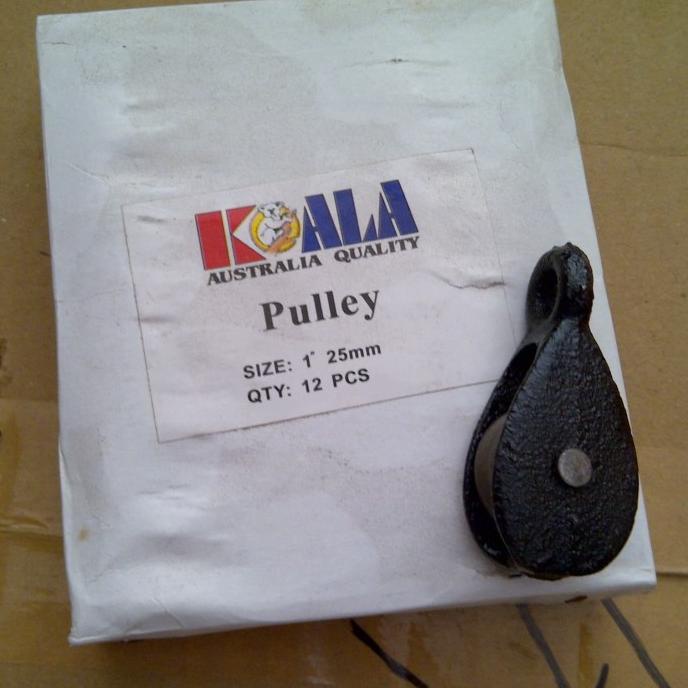 KOALA
AUSTRALIA QUALITY
Pulley
SIZE: 1" 25mm
QTY: 12 PCS